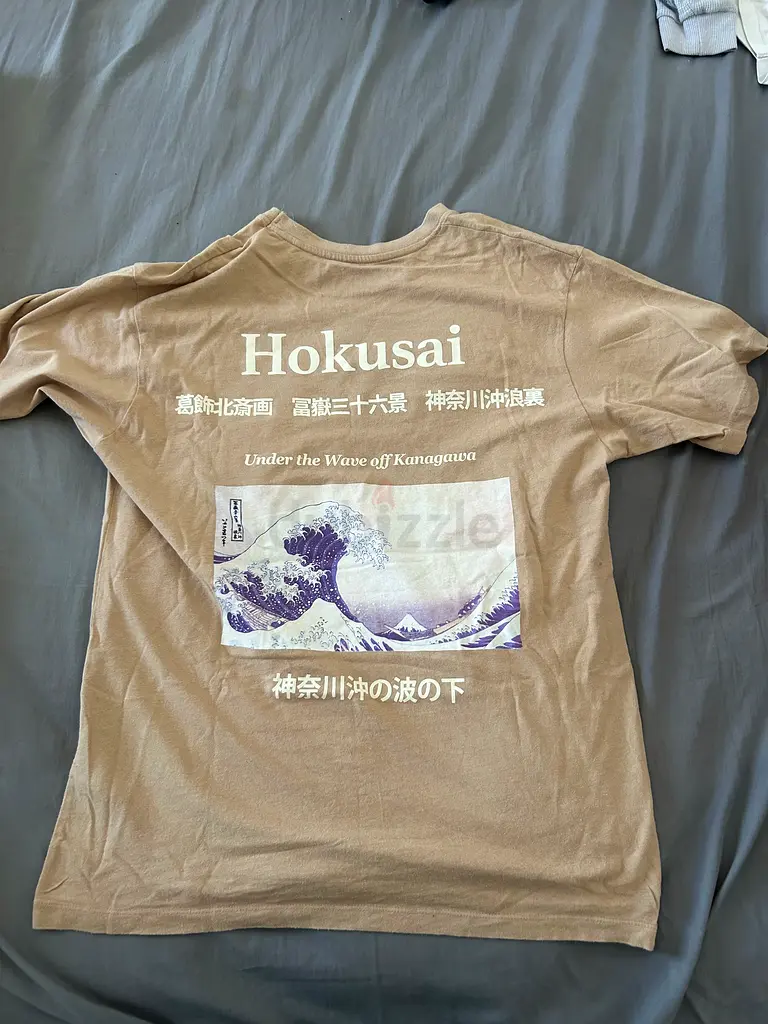 Hokusai
葛飾北斎画 冨嶽三十六景 神奈川沖浪裏
Under the Wave off Kanagawa
dubizzle
神奈川沖の波の下